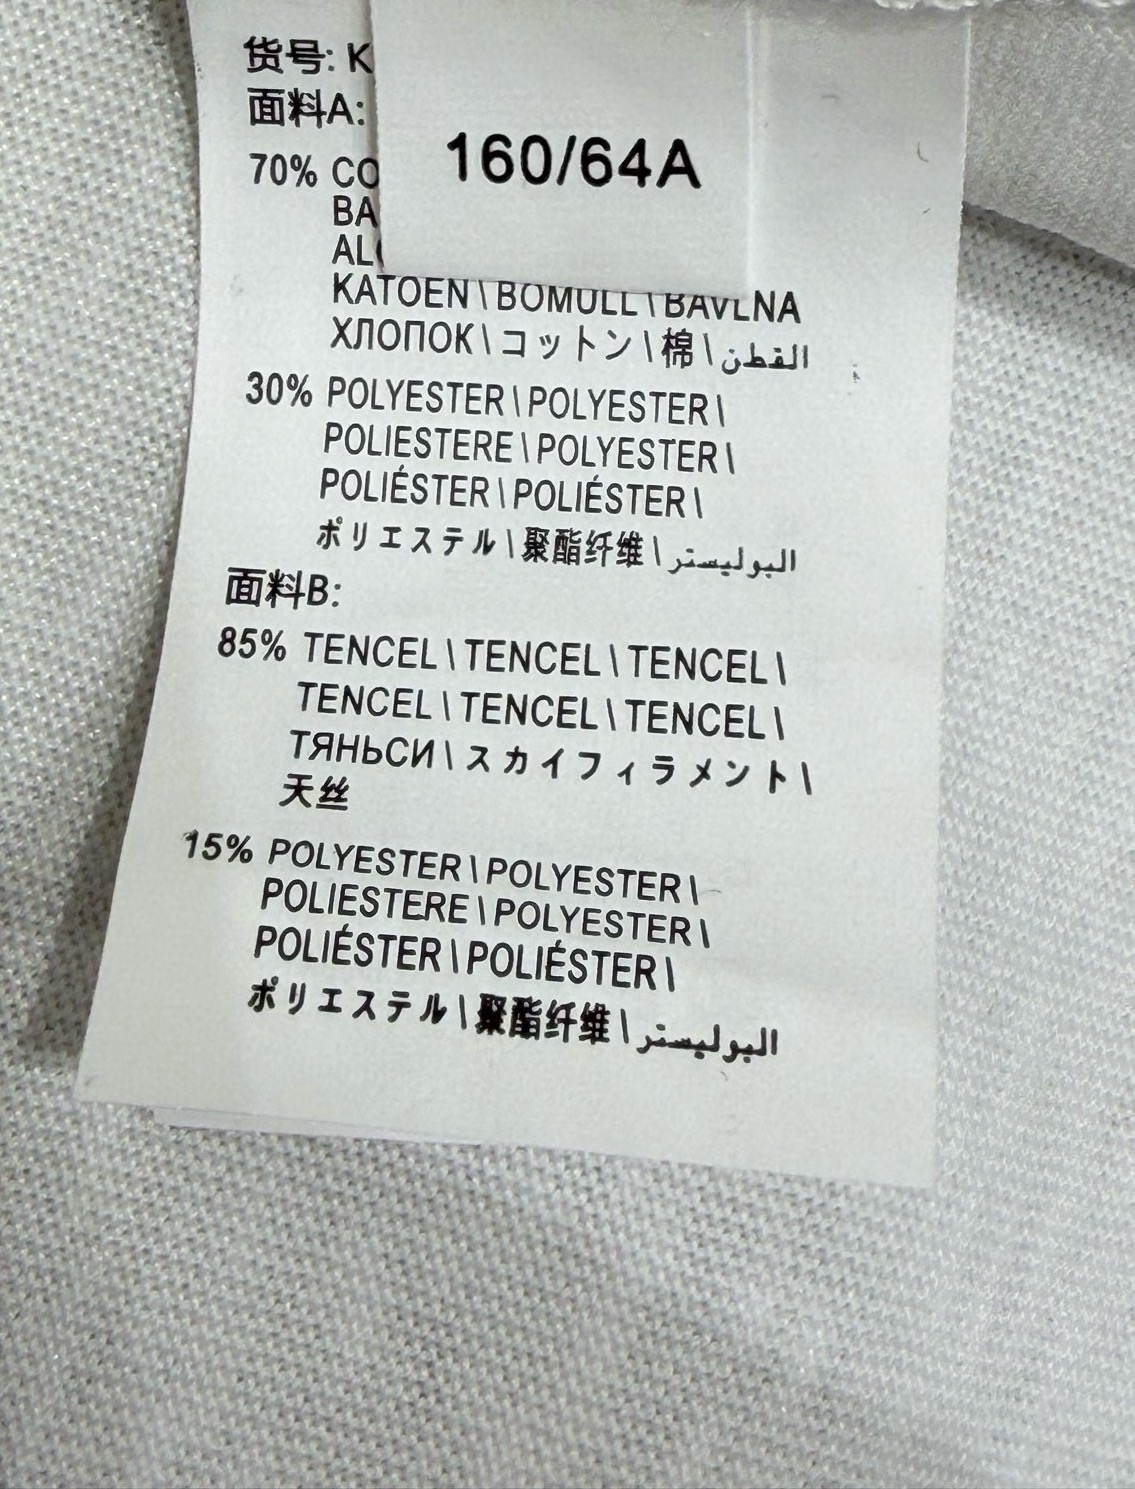 货号: K
面料A:
160/64A
70% CO
BA
AL
KATOEN \ BOMULL \ BAVLNA
ХЛОПОК \ コットン \ 棉 \ القطن
30% POLYESTER \ POLYESTER \
POLIESTERE \ POLYESTER \
POLIÉSTER \ POLIÉSTER \
ポリエステル \ 聚酯纤维 \ البوليستر
面料B:
85% TENCEL \ TENCEL \ TENCEL \
TENCEL \ TENCEL \ TENCEL \
ТЯНЬСИ \ スカイフィラメント \
天丝
15% POLYESTER \ POLYESTER \
POLIESTERE \ POLYESTER \
POLIÉSTER \ POLIÉSTER \
ポリエステル \ 聚酯纤维 \ البوليستر